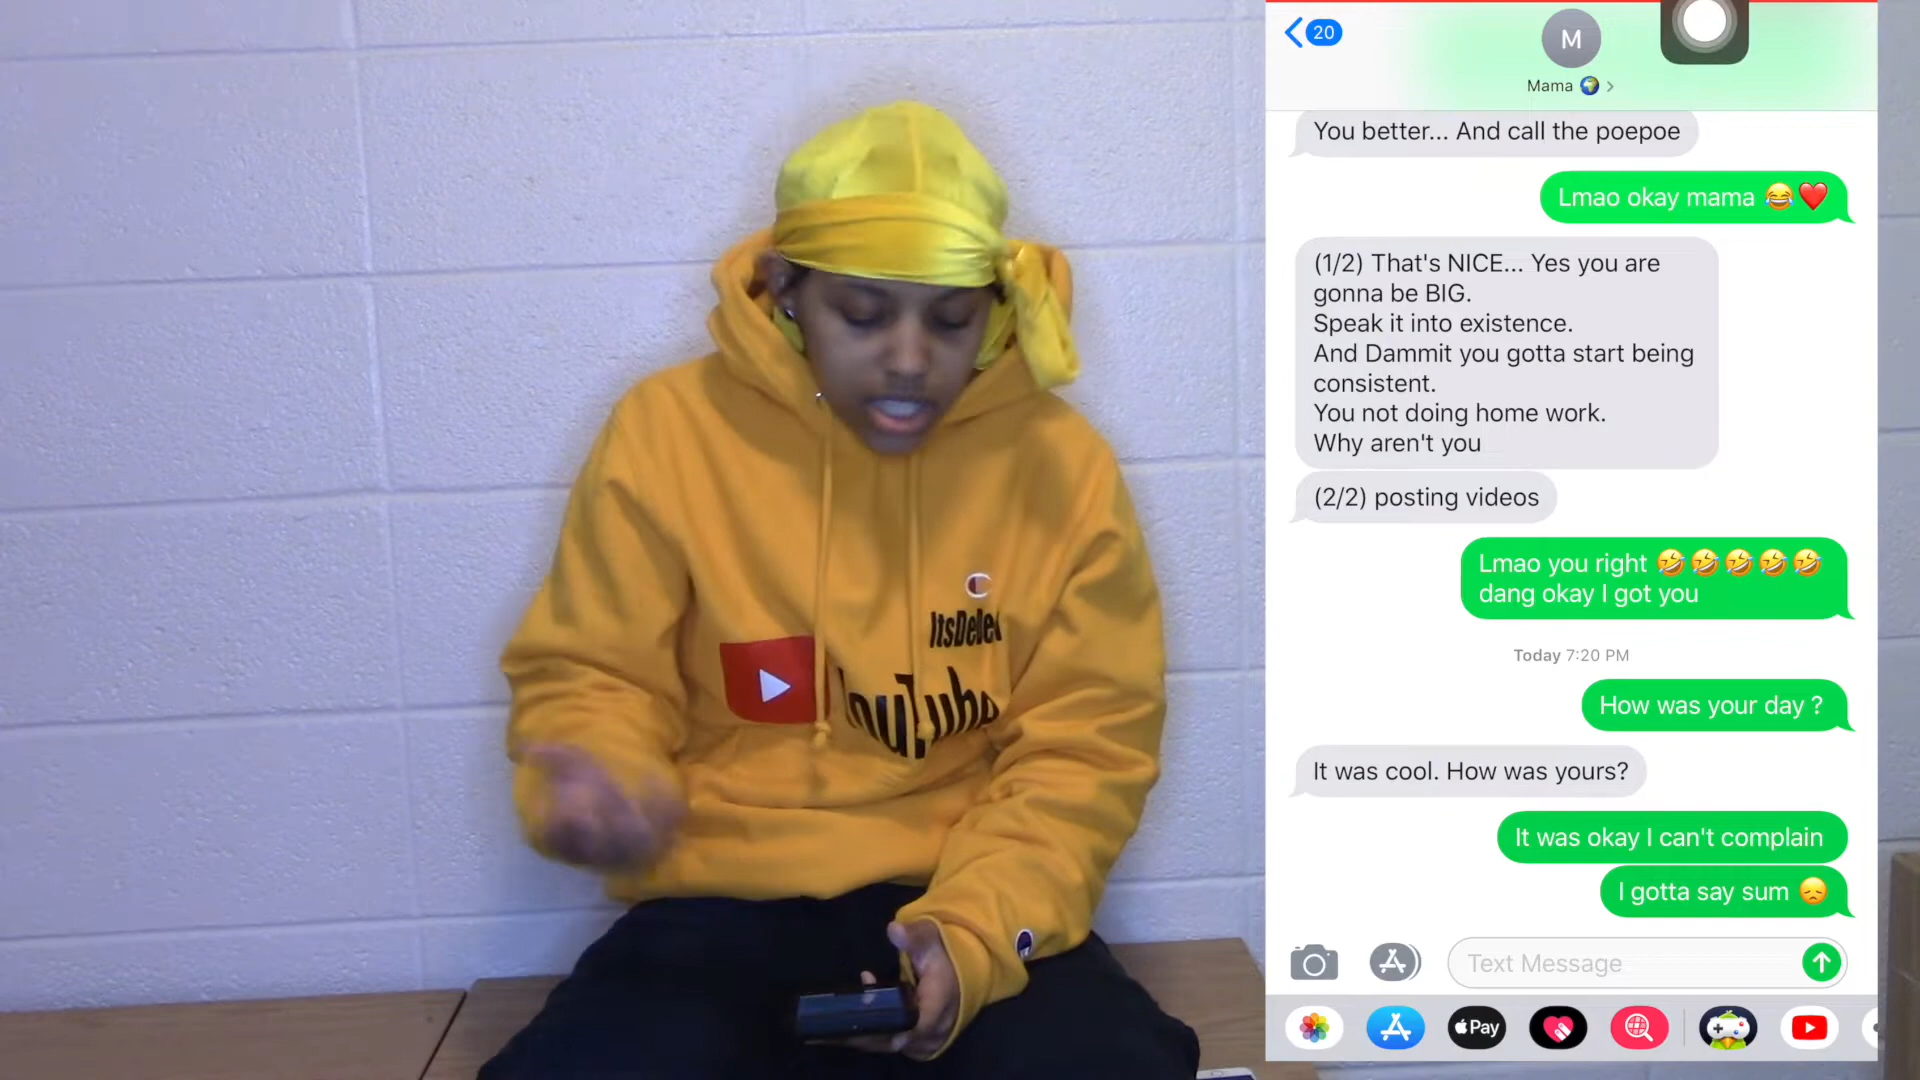 20
M
Mama 🌍 >
You better... And call the poepoe
Lmao okay mama 😂❤️
(1/2) That's NICE... Yes you are
gonna be BIG.
Speak it into existence.
And Dammit you gotta start being
consistent.
You not doing home work.
Why aren't you
(2/2) posting videos
Lmao you right 🤣🤣🤣🤣🤣
dang okay I got you
Today 7:20 PM
How was your day ?
It was cool. How was yours?
It was okay I can't complain
I gotta say sum 😞
Text Message
Pay
YouTube